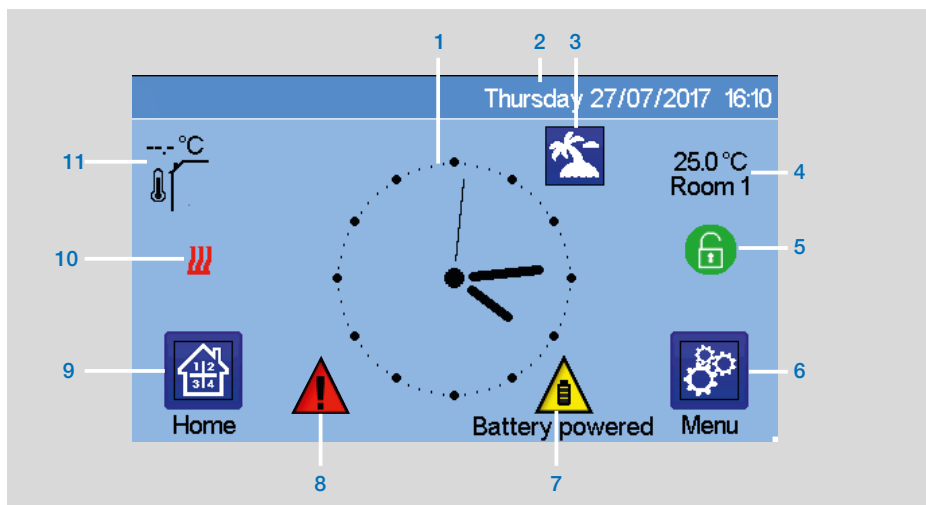 1 2 3
Thursday 27/07/2017 16:10
--.-°C
11
25.0 °C
Room 1
4
5
10
1 2
3 4
9
6
Home
Battery powered
Menu
8
7